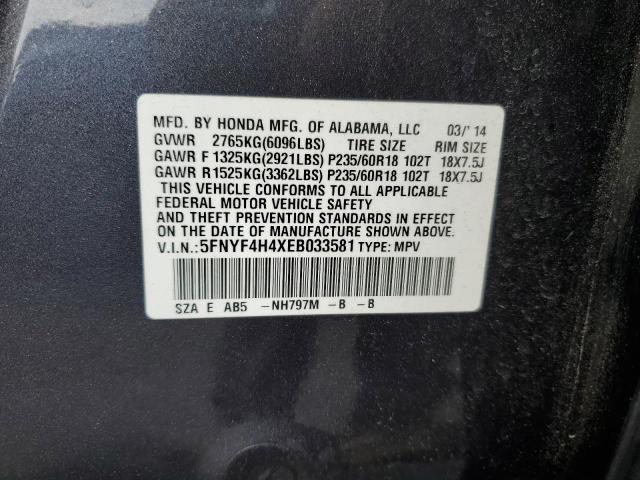 MFD. BY HONDA MFG. OF ALABAMA, LLC 03/'14
GVWR 2765KG(6096LBS) TIRE SIZE RIM SIZE
GAWR F 1325KG(2921LBS) P235/60R18 102T 18X7.5J
GAWR R1525KG(3362LBS) P235/60R18 102T 18X7.5J
THIS VEHICLE CONFORMS TO ALL APPLICABLE
FEDERAL MOTOR VEHICLE SAFETY
AND THEFT PREVENTION STANDARDS IN EFFECT
ON THE DATE OF MANUFACTURE SHOWN ABOVE.
V.I.N.: 5FNYF4H4XEB033581 TYPE: MPV
SZA E AB5 -NH797M -B -B